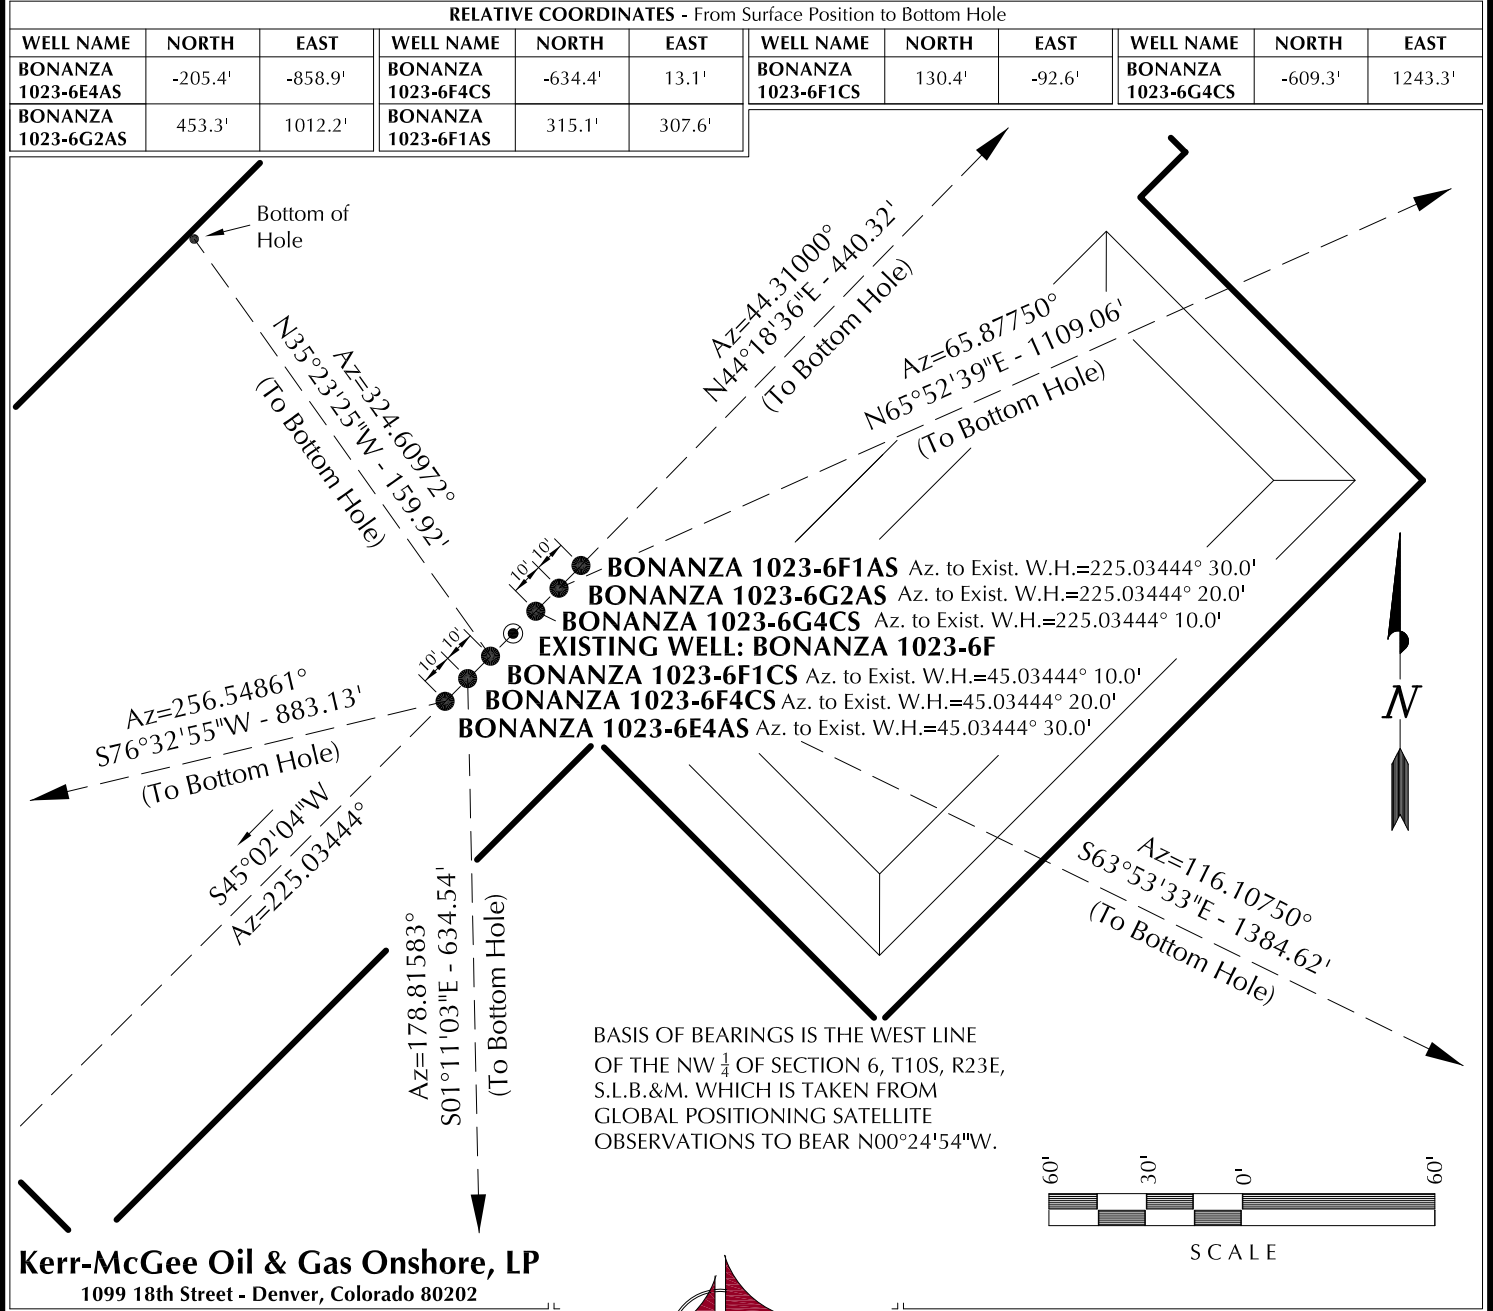 RELATIVE COORDINATES - From Surface Position to Bottom Hole
WELL NAME NORTH EAST WELL NAME NORTH EAST WELL NAME NORTH EAST WELL NAME NORTH EAST
BONANZA 1023-6E4AS -205.4' -858.9' BONANZA 1023-6F4CS -634.4' 13.1' BONANZA 1023-6F1CS 130.4' -92.6' BONANZA 1023-6G4CS -609.3' 1243.3'
BONANZA 1023-6G2AS 453.3' 1012.2' BONANZA 1023-6F1AS 315.1' 307.6'
Bottom of
Hole
Az=324.60972°
N35°23'25"W - 159.92'
(To Bottom Hole)
Az=44.31000°
N44°18'36"E - 440.32'
(To Bottom Hole)
Az=65.87750°
N65°52'39"E - 1109.06'
(To Bottom Hole)
10'
10'
BONANZA 1023-6F1AS Az. to Exist. W.H.=225.03444° 30.0'
BONANZA 1023-6G2AS Az. to Exist. W.H.=225.03444° 20.0'
BONANZA 1023-6G4CS Az. to Exist. W.H.=225.03444° 10.0'
EXISTING WELL: BONANZA 1023-6F
10'
10'
BONANZA 1023-6F1CS Az. to Exist. W.H.=45.03444° 10.0'
BONANZA 1023-6F4CS Az. to Exist. W.H.=45.03444° 20.0'
BONANZA 1023-6E4AS Az. to Exist. W.H.=45.03444° 30.0'
N
Az=256.54861°
S76°32'55"W - 883.13'
(To Bottom Hole)
S45°02'04"W
Az=225.03444°
Az=178.81583°
S01°11'03"E - 634.54'
(To Bottom Hole)
Az=116.10750°
S63°53'33"E - 1384.62'
(To Bottom Hole)
BASIS OF BEARINGS IS THE WEST LINE
OF THE NW 1/4 OF SECTION 6, T10S, R23E,
S.L.B.&M. WHICH IS TAKEN FROM
GLOBAL POSITIONING SATELLITE
OBSERVATIONS TO BEAR N00°24'54"W.
60' 30' 0' 60'
SCALE
Kerr-McGee Oil & Gas Onshore, LP
1099 18th Street - Denver, Colorado 80202